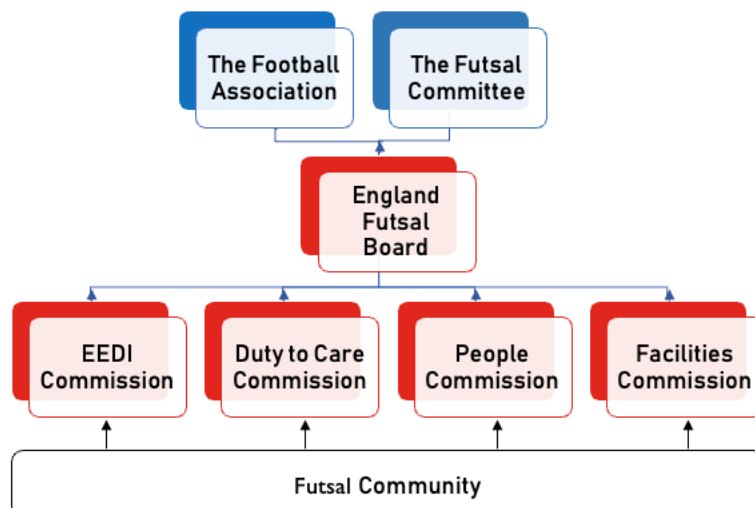 The Football
Association
The Futsal
Committee
England
Futsal
Board
EEDI
Commission
Duty to Care
Commission
People
Commission
Facilities
Commission
Futsal Community